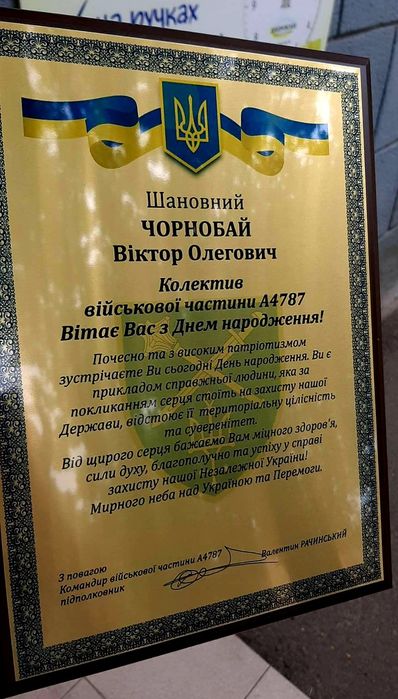 на ручках
Шановний
ЧОРНОБАЙ
Віктор Олегович
Колектив
військової частини А4787
Вітає Вас з Днем народження!
Почесно та з високим патріотизмом
зустрічаєте Ви сьогодні День народження. Ви є
прикладом справжньої людини, яка за
покликанням серця стоїть на захисту нашої
Держави, відстоює її територіальну цілісність
та суверенітет.
Від щирого серця бажаємо Вам міцного здоров'я,
сили духу, благополучно та успіху у справі
захисту нашої Незалежної України!
Мирного неба над Україною та Перемоги.
З повагою
Командир військової частини А4787 Валентин РАЧИНСЬКИЙ
підполковник